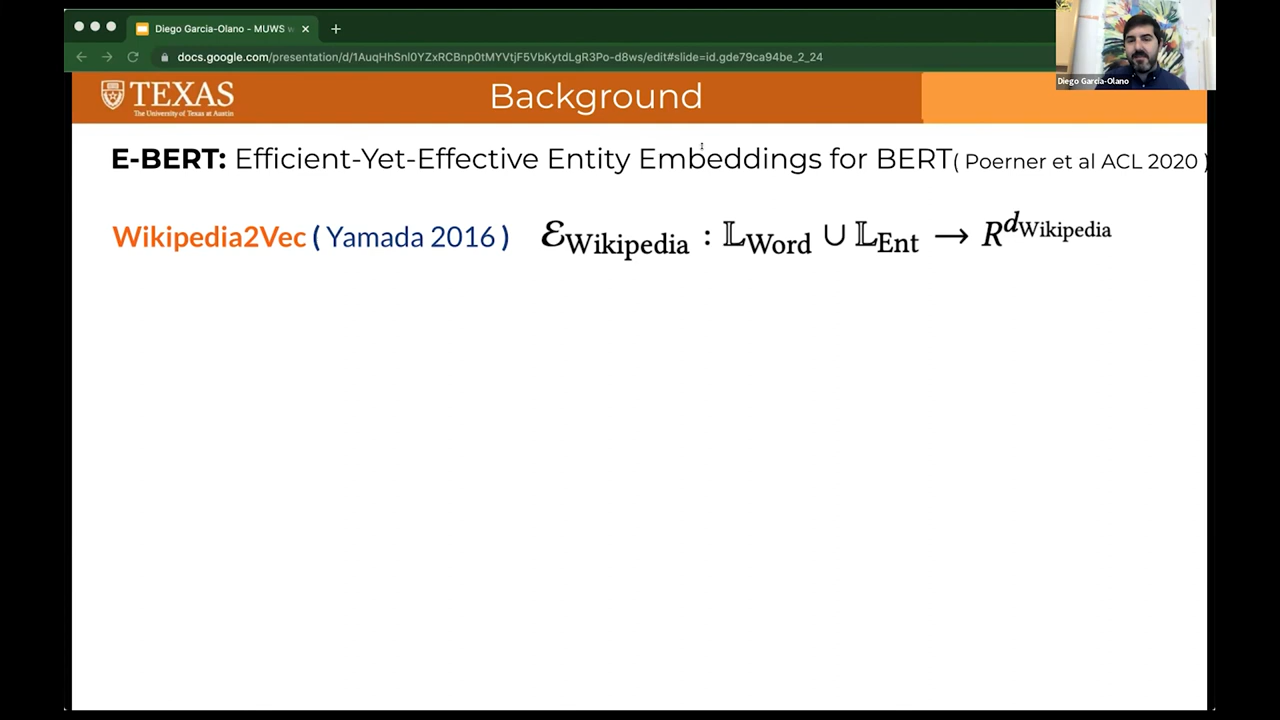 Diego Garcia-Olano - MUWS w
docs.google.com/presentation/d/1AuqHhSnl0YZxRCBnp0tMYVtjF5VbKytdLgR3Po-d8ws/edit#slide=id.gde79ca94be_2_24
Diego Garcia-Olano
TEXAS
The University of Texas at Austin
Background
E-BERT: Efficient-Yet-Effective Entity Embeddings for BERT( Poerner et al ACL 2020 )
Wikipedia2Vec ( Yamada 2016 ) ℰWikipedia : 𝕃Word ∪ 𝕃Ent → R^dWikipedia